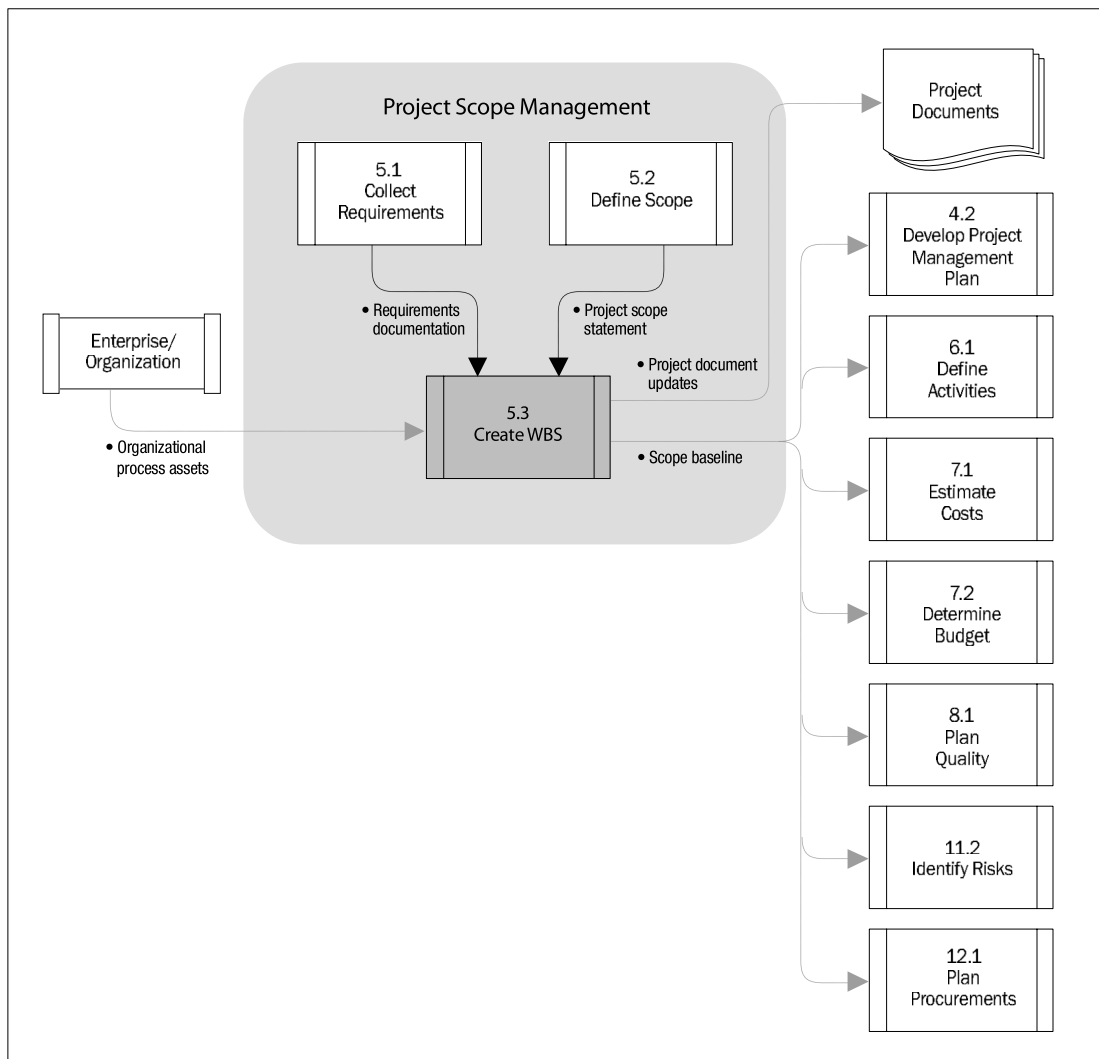 Project Scope Management
5.1
Collect
Requirements
5.2
Define Scope
• Requirements
documentation
• Project scope
statement
Enterprise/
Organization
• Organizational
process assets
5.3
Create WBS
• Project document
updates
• Scope baseline
Project
Documents
4.2
Develop Project
Management
Plan
6.1
Define
Activities
7.1
Estimate
Costs
7.2
Determine
Budget
8.1
Plan
Quality
11.2
Identify Risks
12.1
Plan
Procurements